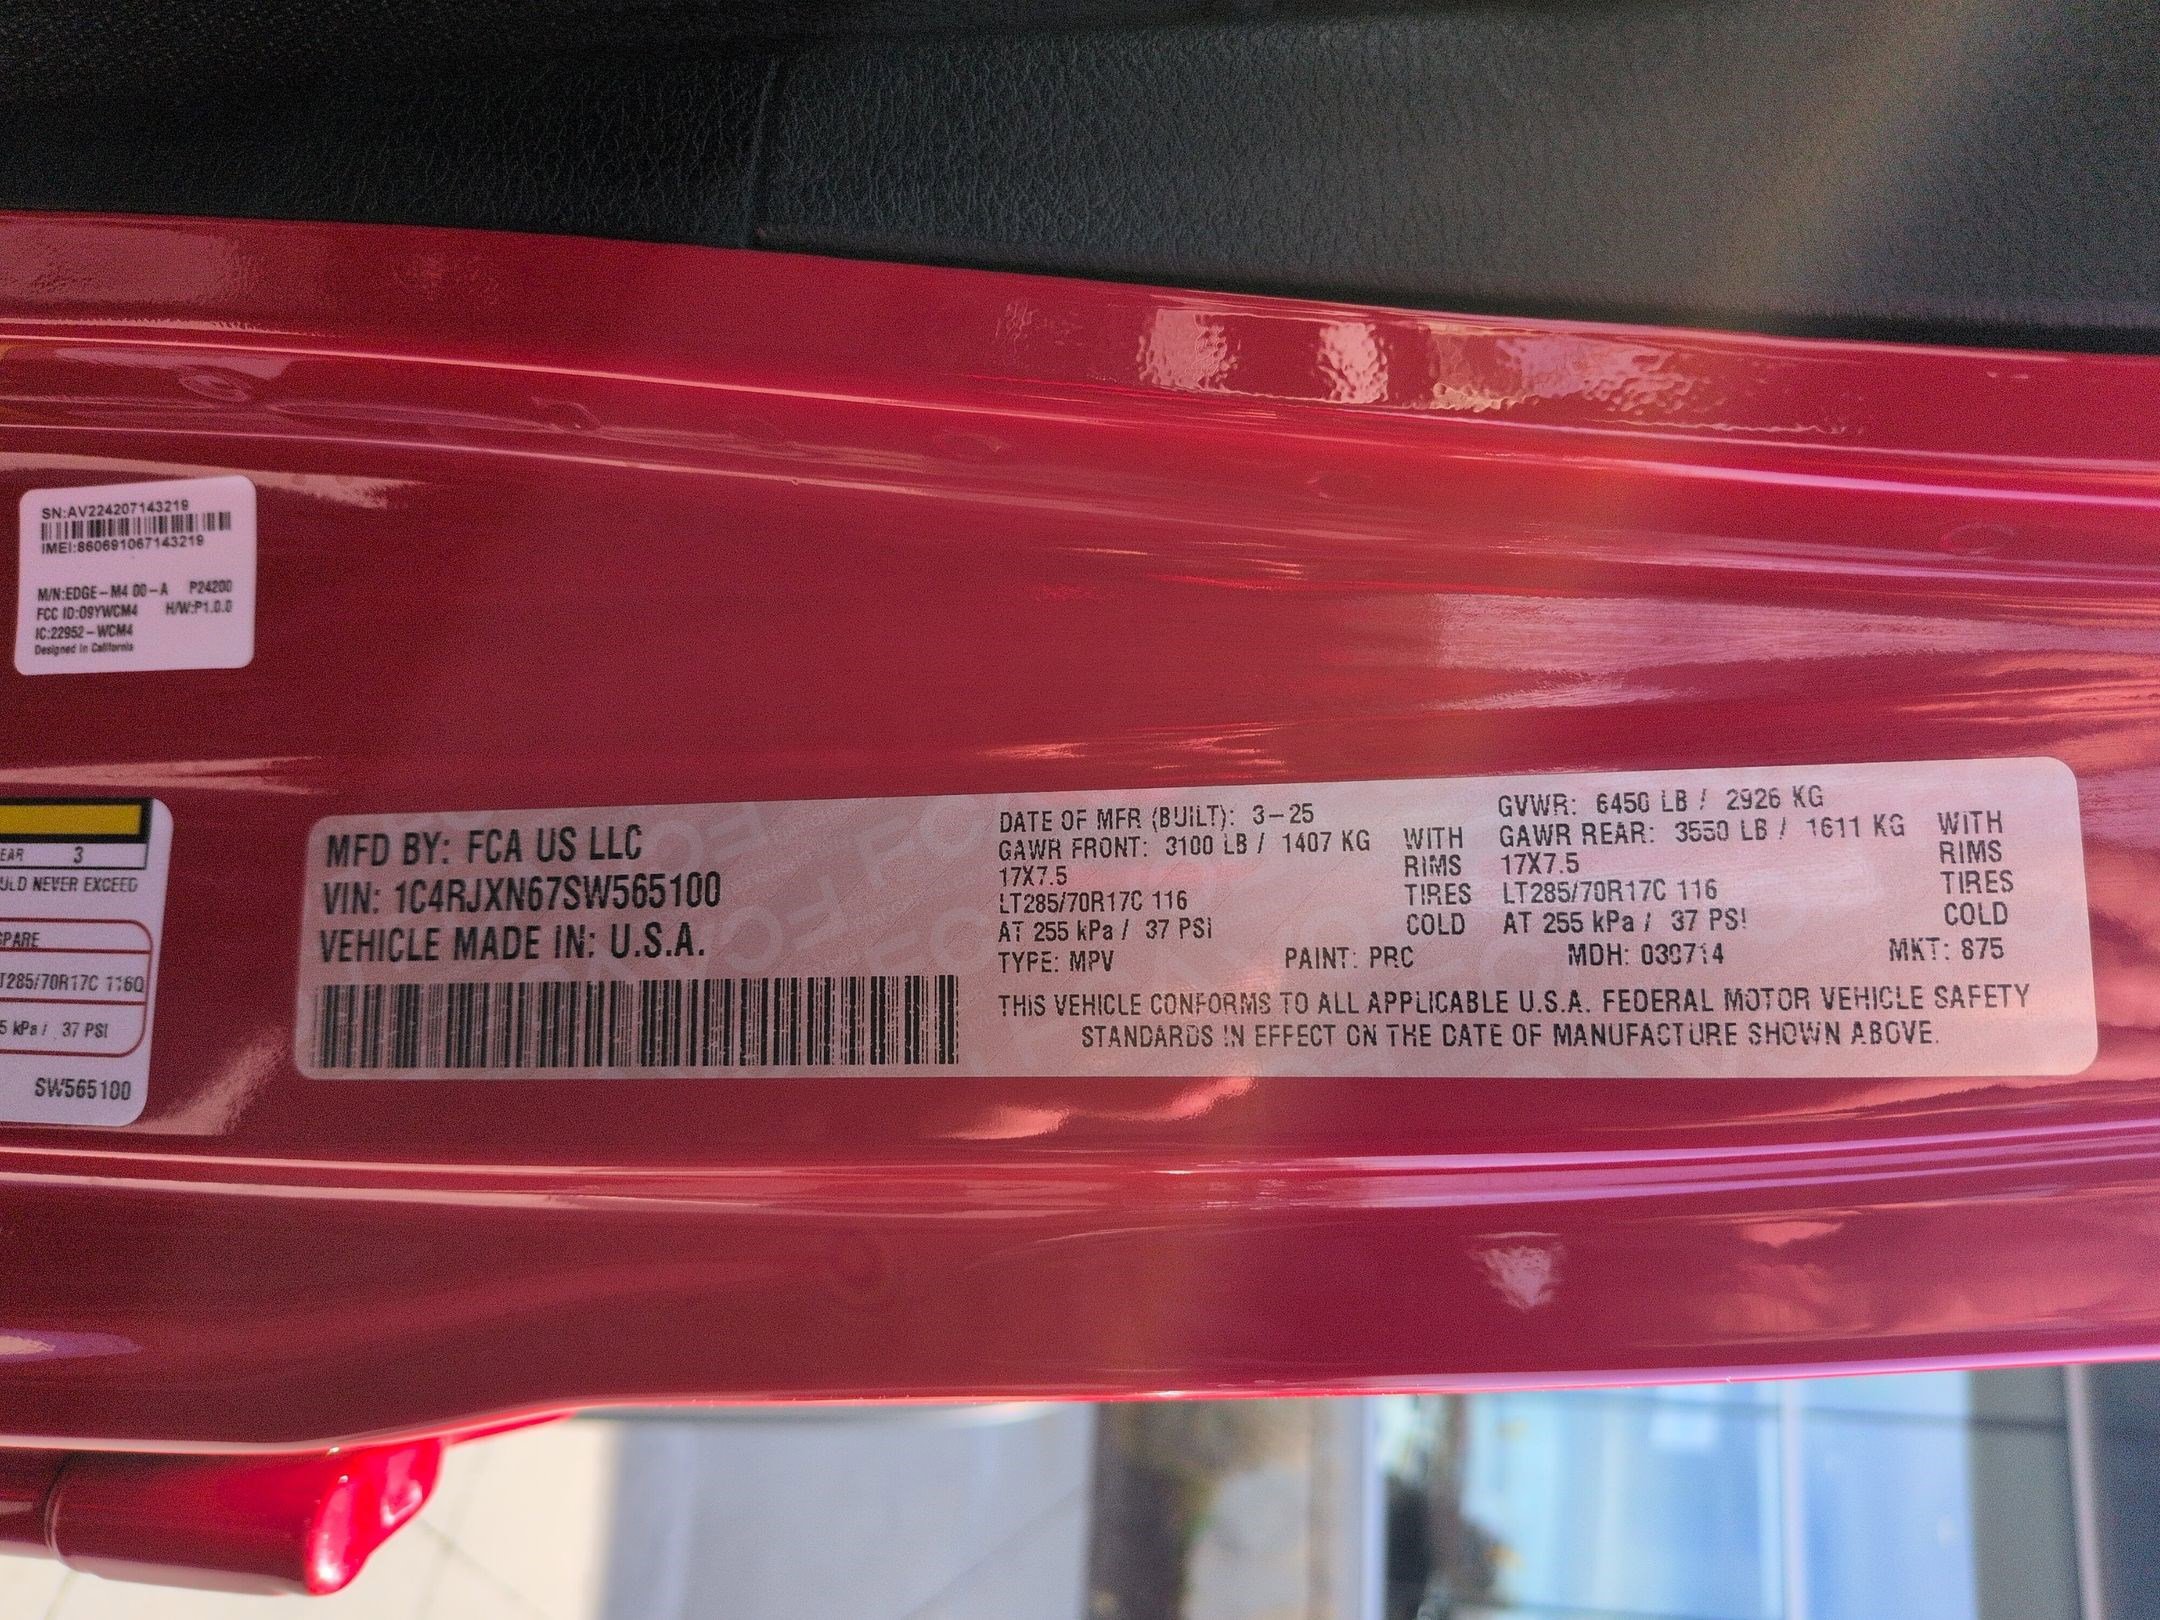 SN:AV224207143219
IMEI:860691067143219
M/N:EDGE-M4 00-A P24200
FCC ID:O9YWCM4 H/W:P1.0.0
IC:22952-WCM4
Designed in California
EAR 3
ULD NEVER EXCEED
SPARE
T285/70R17C 116Q
5 kPa / 37 PSI
SW565100
MFD BY: FCA US LLC
VIN: 1C4RJXN67SW565100
VEHICLE MADE IN: U.S.A.
DATE OF MFR (BUILT): 3-25 GVWR: 6450 LB / 2926 KG
GAWR FRONT: 3100 LB / 1407 KG WITH GAWR REAR: 3550 LB / 1611 KG WITH
17X7.5 RIMS 17X7.5 RIMS
LT285/70R17C 116 TIRES LT285/70R17C 116 TIRES
AT 255 kPa / 37 PSI COLD AT 255 kPa / 37 PSI COLD
TYPE: MPV PAINT: PRC MDH: MKT: 875
THIS VEHICLE CONFORMS TO ALL APPLICABLE U.S.A. FEDERAL MOTOR VEHICLE SAFETY
STANDARDS IN EFFECT ON THE DATE OF MANUFACTURE SHOWN ABOVE.